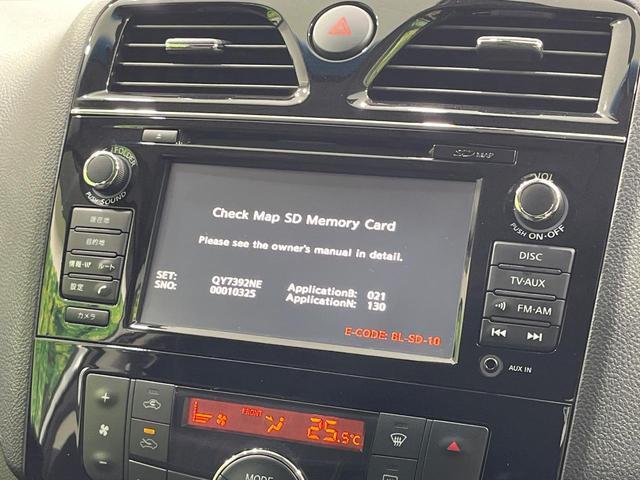 FOLDER
PUSH SOUND
現在地
目的地
情報・VI
ルート
設定
カメラ
SD MAP
VOL
PUSH ON・OFF
DISC
TV・AUX
FM・AM
AUX IN
Check Map SD Memory Card
Please see the owner's manual in detail.
SET: QY7392NE ApplicationB: 021
SNO: 00010325 ApplicationN: 130
E-CODE: BL-SD-10
FRONT
25.5°C
MODE